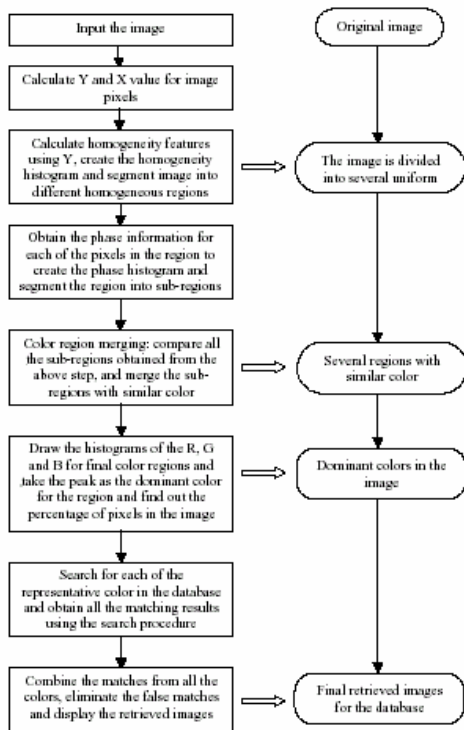 Input the image
Calculate Y and X value for image
pixels
Calculate homogeneity features
using Y, create the homogeneity
histogram and segment image into
different homogeneous regions
Obtain the phase information for
each of the pixels in the region to
create the phase histogram and
segment the region into sub-regions
Color region merging: compare all
the sub-regions obtained from the
above step, and merge the sub-
regions with similar color
Draw the histograms of the R, G
and B for final color regions and
take the peak as the dominant color
for the region and find out the
percentage of pixels in the image
Search for each of the
representative color in the database
and obtain all the matching results
using the search procedure
Combine the matches from all the
colors, eliminate the false matches
and display the retrieved images
Original image
The image is divided
into several uniform
Several regions with
similar color
Dominant colors in the
image
Final retrieved images
for the database